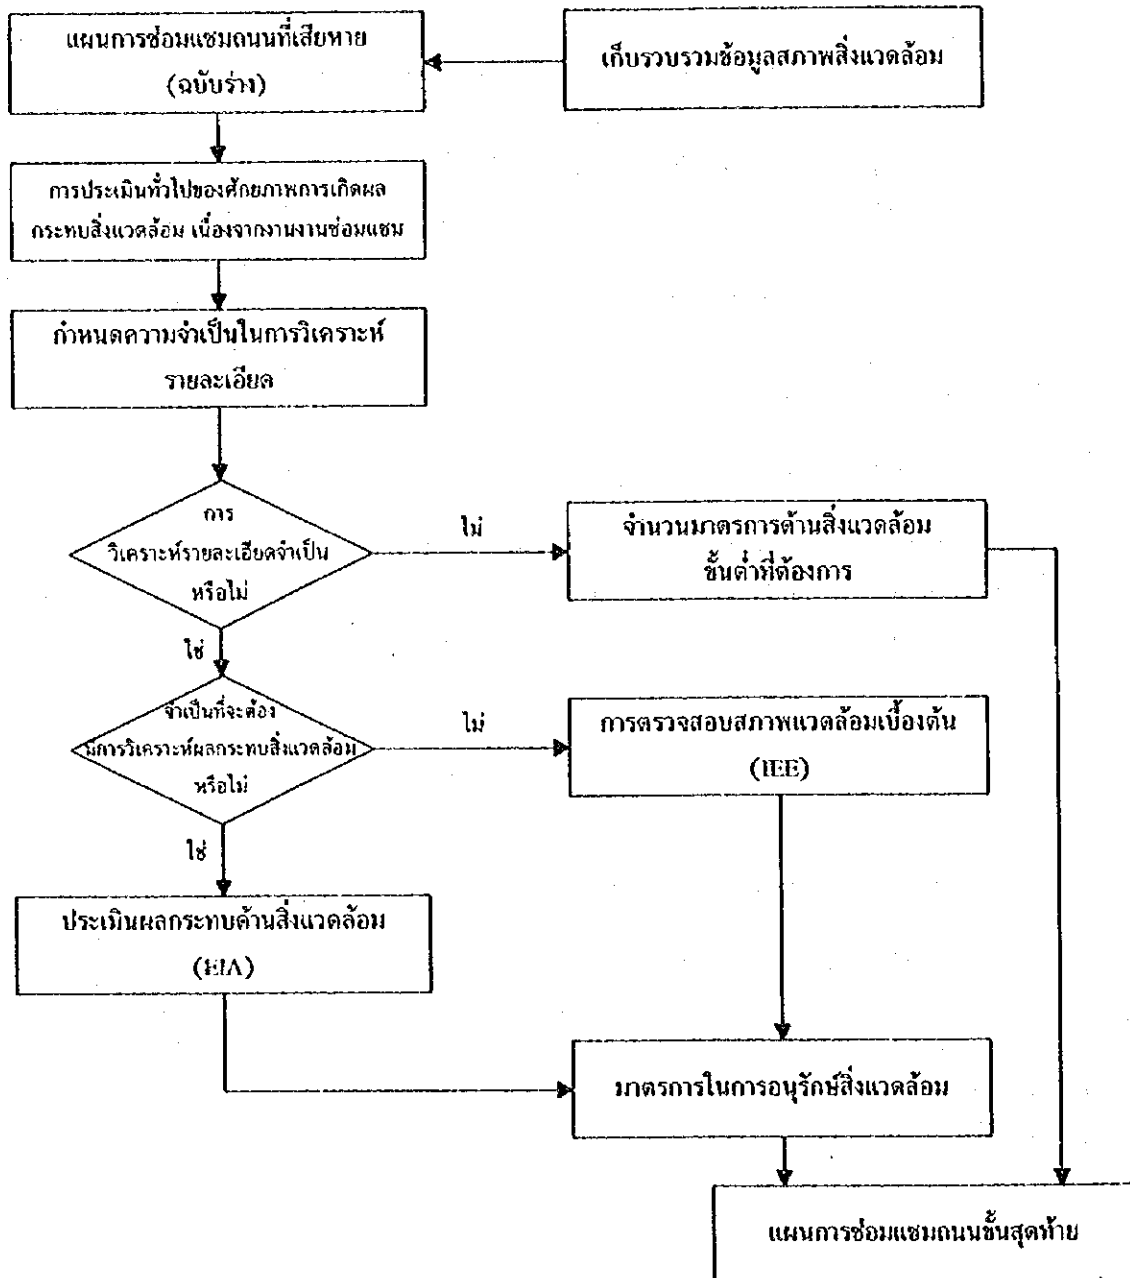 แผนการซ่อมแซมถนนที่เสียหาย
(ฉบับร่าง)
เก็บรวบรวมข้อมูลสภาพสิ่งแวดล้อม
การประเมินทั่วไปของศักยภาพการเกิดผล
กระทบสิ่งแวดล้อม เนื่องจากงานงานซ่อมแซม
กำหนดความจำเป็นในการวิเคราะห์
รายละเอียด
การ
วิเคราะห์รายละเอียดจำเป็น
หรือไม่
ไม่
จำนวนมาตรการด้านสิ่งแวดล้อม
ขั้นต่ำที่ต้องการ
ใช่
จำเป็นที่จะต้อง
มีการวิเคราะห์ผลกระทบสิ่งแวดล้อม
หรือไม่
ไม่
การตรวจสอบสภาพแวดล้อมเบื้องต้น
(IEE)
ใช่
ประเมินผลกระทบด้านสิ่งแวดล้อม
(EIA)
มาตรการในการอนุรักษ์สิ่งแวดล้อม
แผนการซ่อมแซมถนนขั้นสุดท้าย